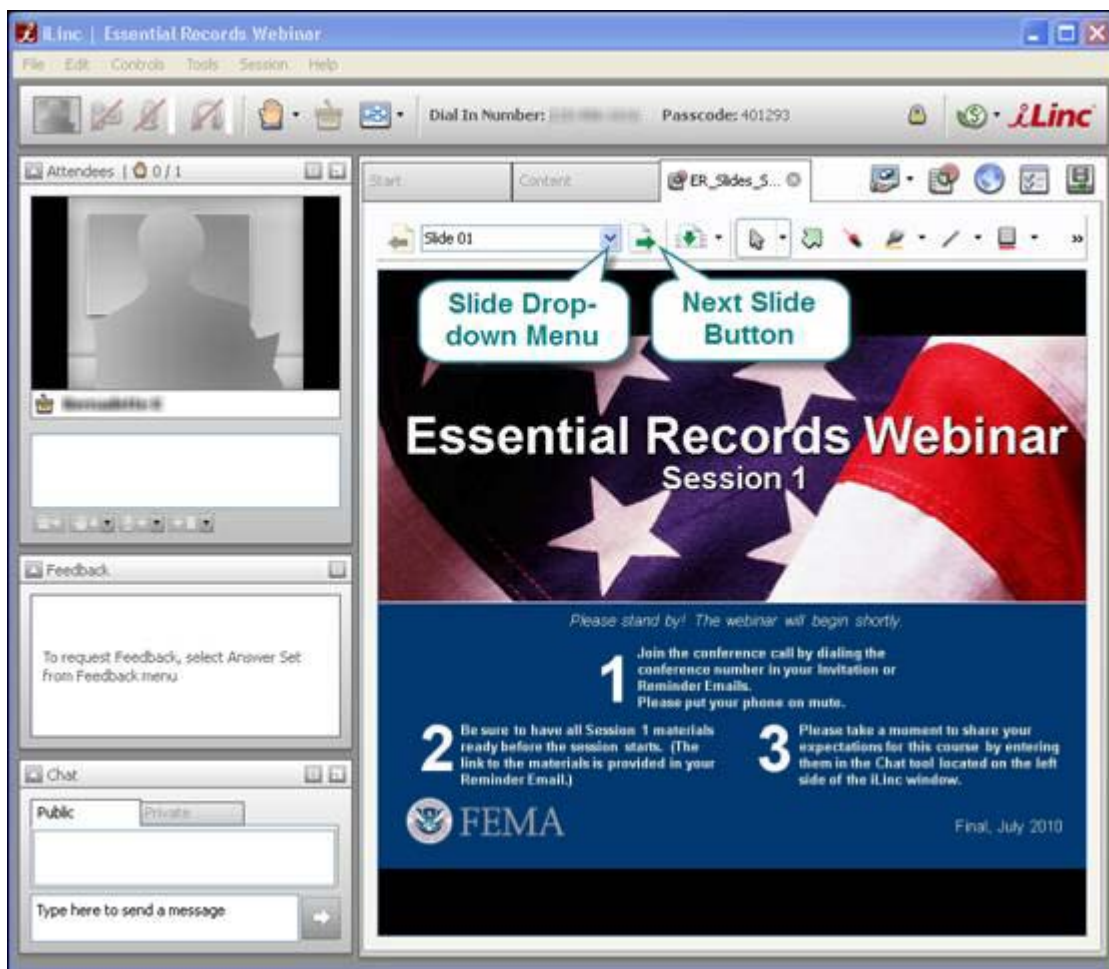 iLinc | Essential Records Webinar
File Edit Controls Tools Session Help
Dial In Number: Passcode: 401293
iLinc
Attendees | 0 / 1
Start Content ER_Slides_S...
Slide 01
»
Slide Drop-
down Menu
Next Slide
Button
Essential Records Webinar
Session 1
Please stand by! The webinar will begin shortly.
1
Join the conference call by dialing the
conference number in your Invitation or
Reminder Emails.
Please put your phone on mute.
2
Be sure to have all Session 1 materials
ready before the session starts. (The
link to the materials is provided in your
Reminder Email.)
3
Please take a moment to share your
expectations for this course by entering
them in the Chat tool located on the left
side of the iLinc window.
FEMA
Final, July 2010
Feedback
To request Feedback, select Answer Set
from Feedback menu
Chat
Public Private
Type here to send a message